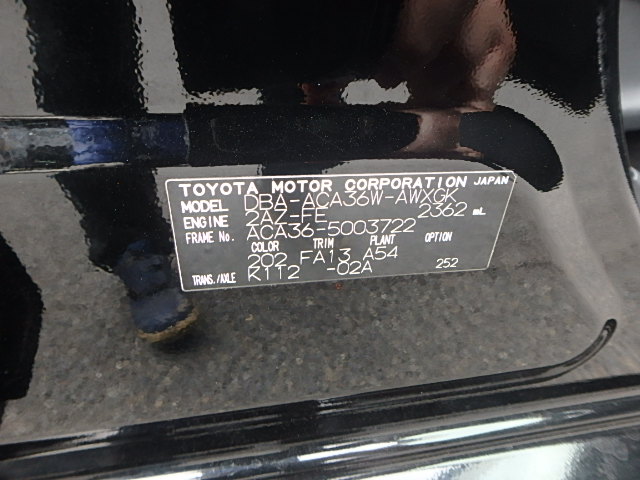 TOYOTA MOTOR CORPORATION JAPAN
MODEL DBA-ACA36W-AWXGK
ENGINE 2AZ-FE 2362 mL
FRAME No. ACA36-5003722
COLOR TRIM PLANT OPTION
202 FA13 A54
TRANS./AXLE K112 -02A 252